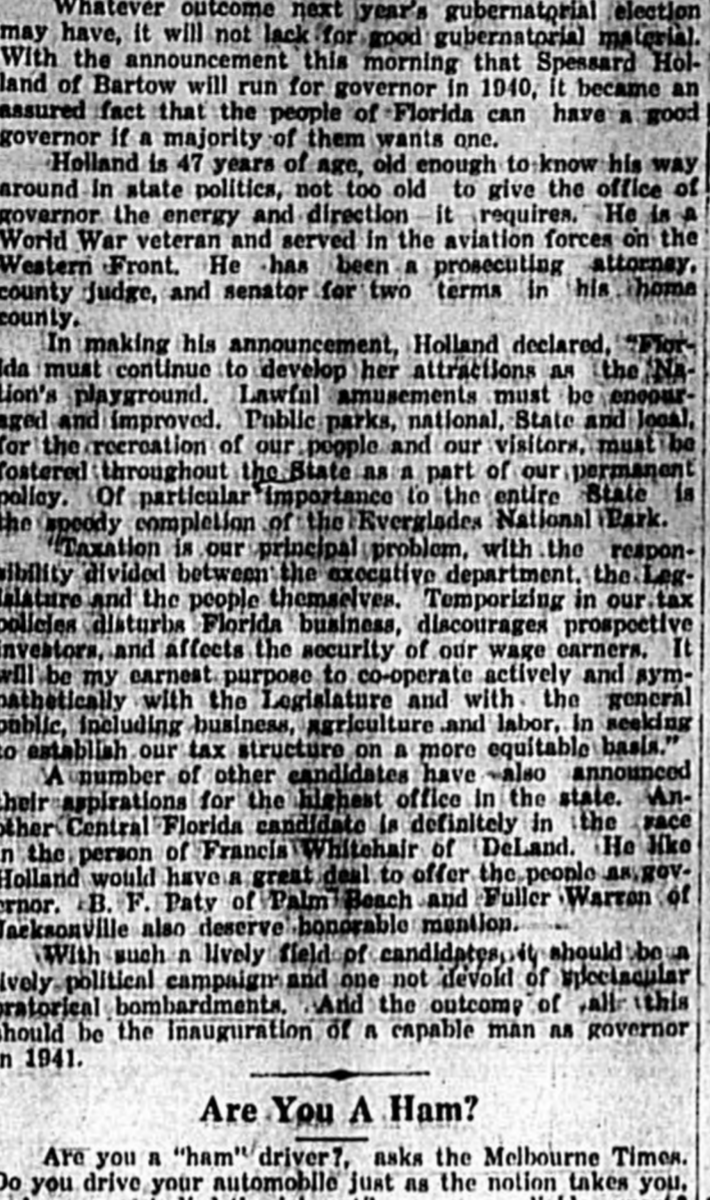 Whatever outcome next year's gubernatorial election
may have, it will not lack for good gubernatorial material.
With the announcement this morning that Spessard Hol-
land of Bartow will run for governor in 1940, it became an
assured fact that the people of Florida can have a good
governor if a majority of them wants one.
Holland is 47 years of age, old enough to know his way
around in state politics, not too old to give the office of
governor the energy and direction it requires. He is a
World War veteran and served in the aviation forces on the
Western Front. He has been a prosecuting attorney,
county judge, and senator for two terms in his home
county.
In making his announcement, Holland declared, "Flor-
ida must continue to develop her attractions as the Na-
tion's playground. Lawful amusements must be encour-
aged and improved. Public parks, national, State and local,
for the recreation of our people and our visitors, must be
fostered throughout the State as a part of our permanent
policy. Of particular importance to the entire State is
the speedy completion of the Everglades National Park.
"Taxation is our principal problem, with the respon-
sibility divided between the executive department, the Leg-
islature and the people themselves. Temporizing in our tax
policies disturbs Florida business, discourages prospective
investors, and affects the security of our wage earners. It
will be my earnest purpose to co-operate actively and sym-
pathetically with the Legislature and with the general
public, including business, agriculture and labor, in seeking
to establish our tax structure on a more equitable basis."
A number of other candidates have also announced
their aspirations for the highest office in the state. An-
other Central Florida candidate is definitely in the race
in the person of Francis Whitehair of DeLand. He like
Holland would have a great deal to offer the people as gov-
ernor. B. F. Paty of Palm Beach and Fuller Warren of
Jacksonville also deserve honorable mention.
With such a lively field of candidates, it should be a
lively political campaign and one not devoid of spectacular
oratorical bombardments. And the outcome of all this
should be the inauguration of a capable man as governor
in 1941.
Are You A Ham?
Are you a "ham" driver?, asks the Melbourne Times.
Do you drive your automobile just as the notion takes you,